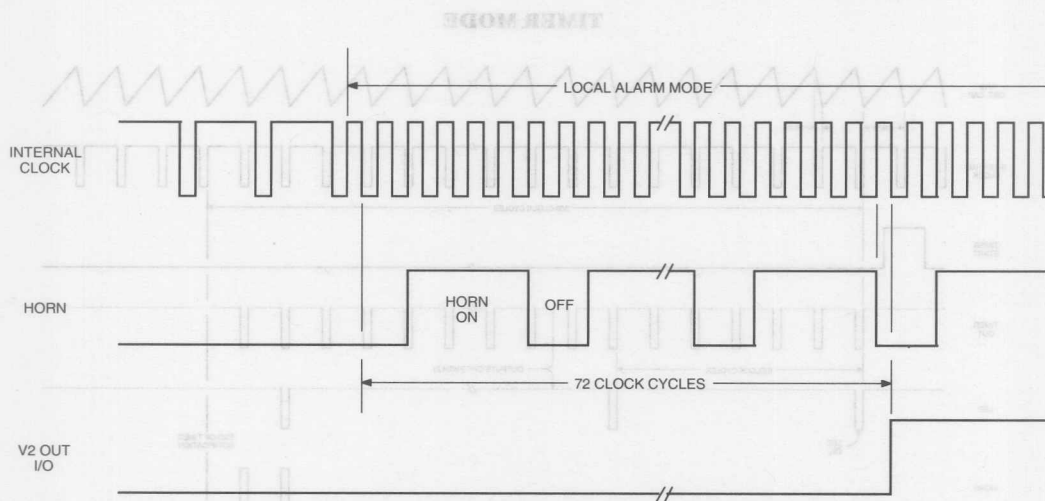 TIMER MODE
LOCAL ALARM MODE
INTERNAL
CLOCK
HORN
HORN
ON
OFF
72 CLOCK CYCLES
V2 OUT
I/O